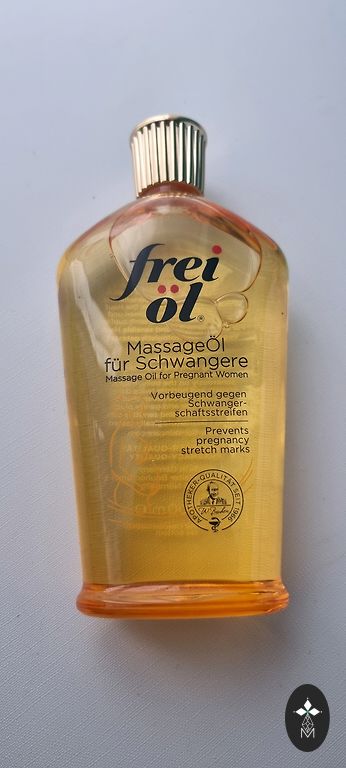 frei
öl®
MassageÖl
für Schwangere
Massage Oil for Pregnant Women
Vorbeugend gegen
Schwanger-
schaftsstreifen
Prevents
pregnancy
stretch marks
APOTHEKER-QUALITÄT SEIT 1966